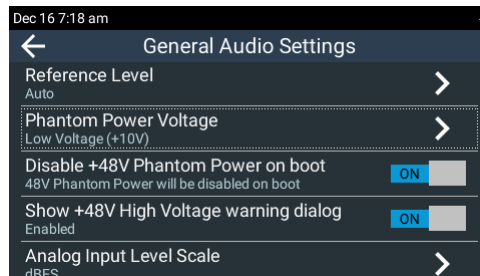 Dec 16 7:18 am
General Audio Settings
Reference Level
Auto
Phantom Power Voltage
Low Voltage (+10V)
Disable +48V Phantom Power on boot
48V Phantom Power will be disabled on boot
ON
Show +48V High Voltage warning dialog
Enabled
ON
Analog Input Level Scale
dBFS